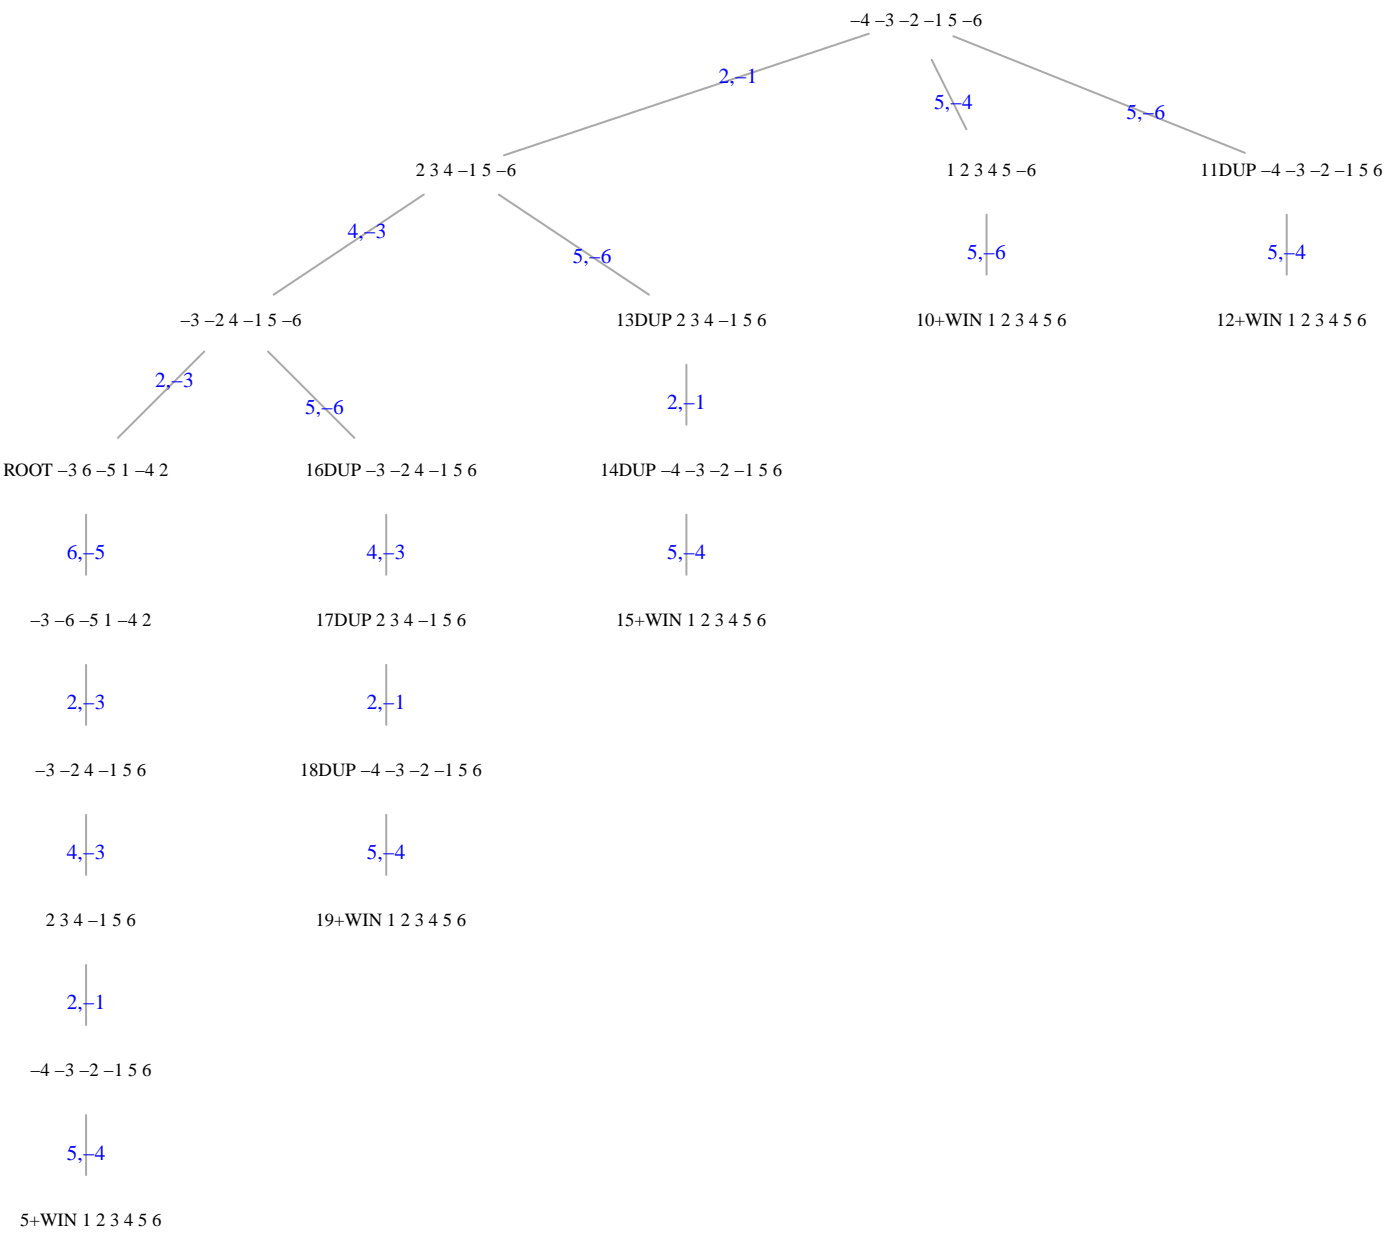 –4 –3 –2 –1 5 –6
2,–1
5,–4
5,–6
2 3 4 –1 5 –6
1 2 3 4 5 –6
11DUP –4 –3 –2 –1 5 6
4,–3
5,–6
5,–6
5,–4
–3 –2 4 –1 5 –6
13DUP 2 3 4 –1 5 6
10+WIN 1 2 3 4 5 6
12+WIN 1 2 3 4 5 6
2,–3
5,–6
2,–1
ROOT –3 6 –5 1 –4 2
16DUP –3 –2 4 –1 5 6
14DUP –4 –3 –2 –1 5 6
6,–5
4,–3
5,–4
–3 –6 –5 1 –4 2
17DUP 2 3 4 –1 5 6
15+WIN 1 2 3 4 5 6
2,–3
2,–1
–3 –2 4 –1 5 6
18DUP –4 –3 –2 –1 5 6
4,–3
5,–4
2 3 4 –1 5 6
19+WIN 1 2 3 4 5 6
2,–1
–4 –3 –2 –1 5 6
5,–4
5+WIN 1 2 3 4 5 6